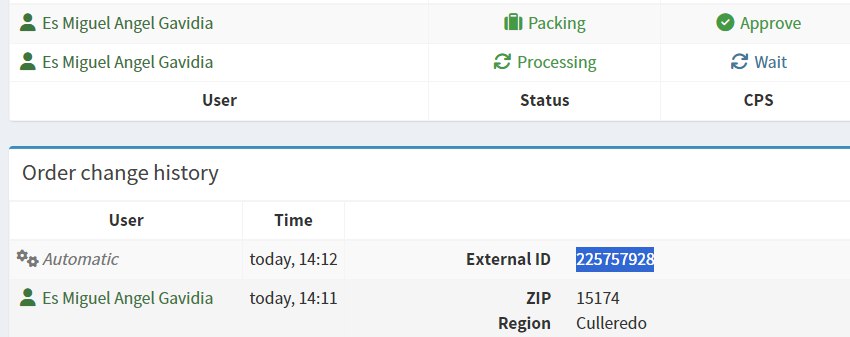 Es Miguel Angel Gavidia Packing Approve
Es Miguel Angel Gavidia Processing Wait
User Status CPS
Order change history
User Time
Automatic today, 14:12 External ID 225757928
Es Miguel Angel Gavidia today, 14:11 ZIP 15174
Region Culleredo